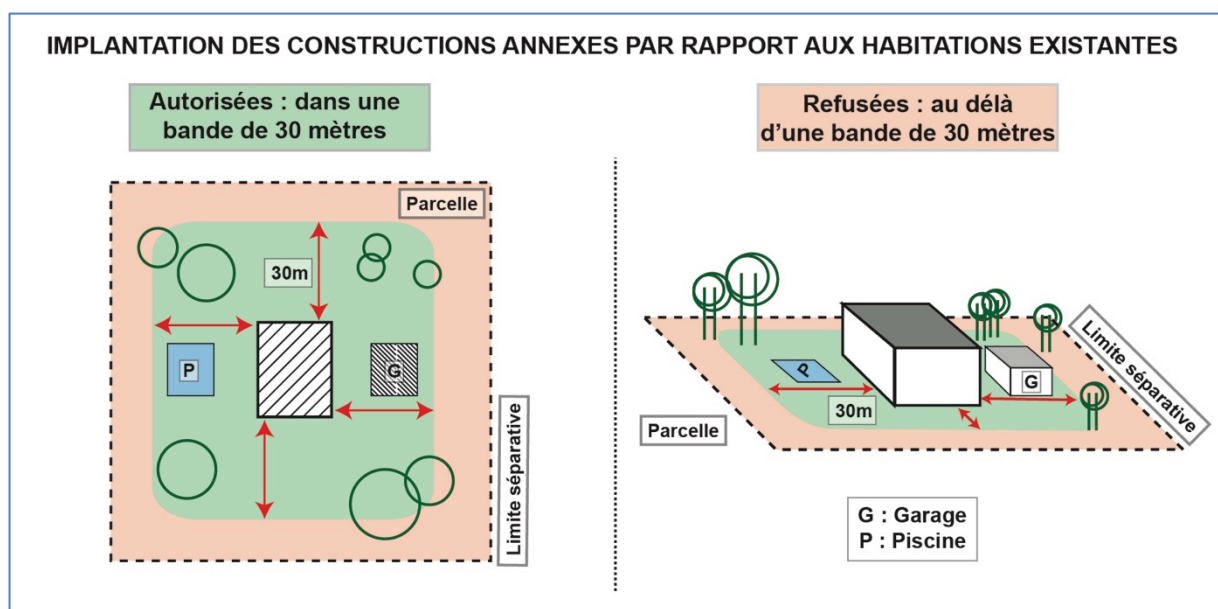 IMPLANTATION DES CONSTRUCTIONS ANNEXES PAR RAPPORT AUX HABITATIONS EXISTANTES
Autorisées : dans une
bande de 30 mètres
Refusées : au délà
d'une bande de 30 mètres
Parcelle
30m
P
G
Limite séparative
P
G
30m
Parcelle
Limite séparative
G : Garage
P : Piscine